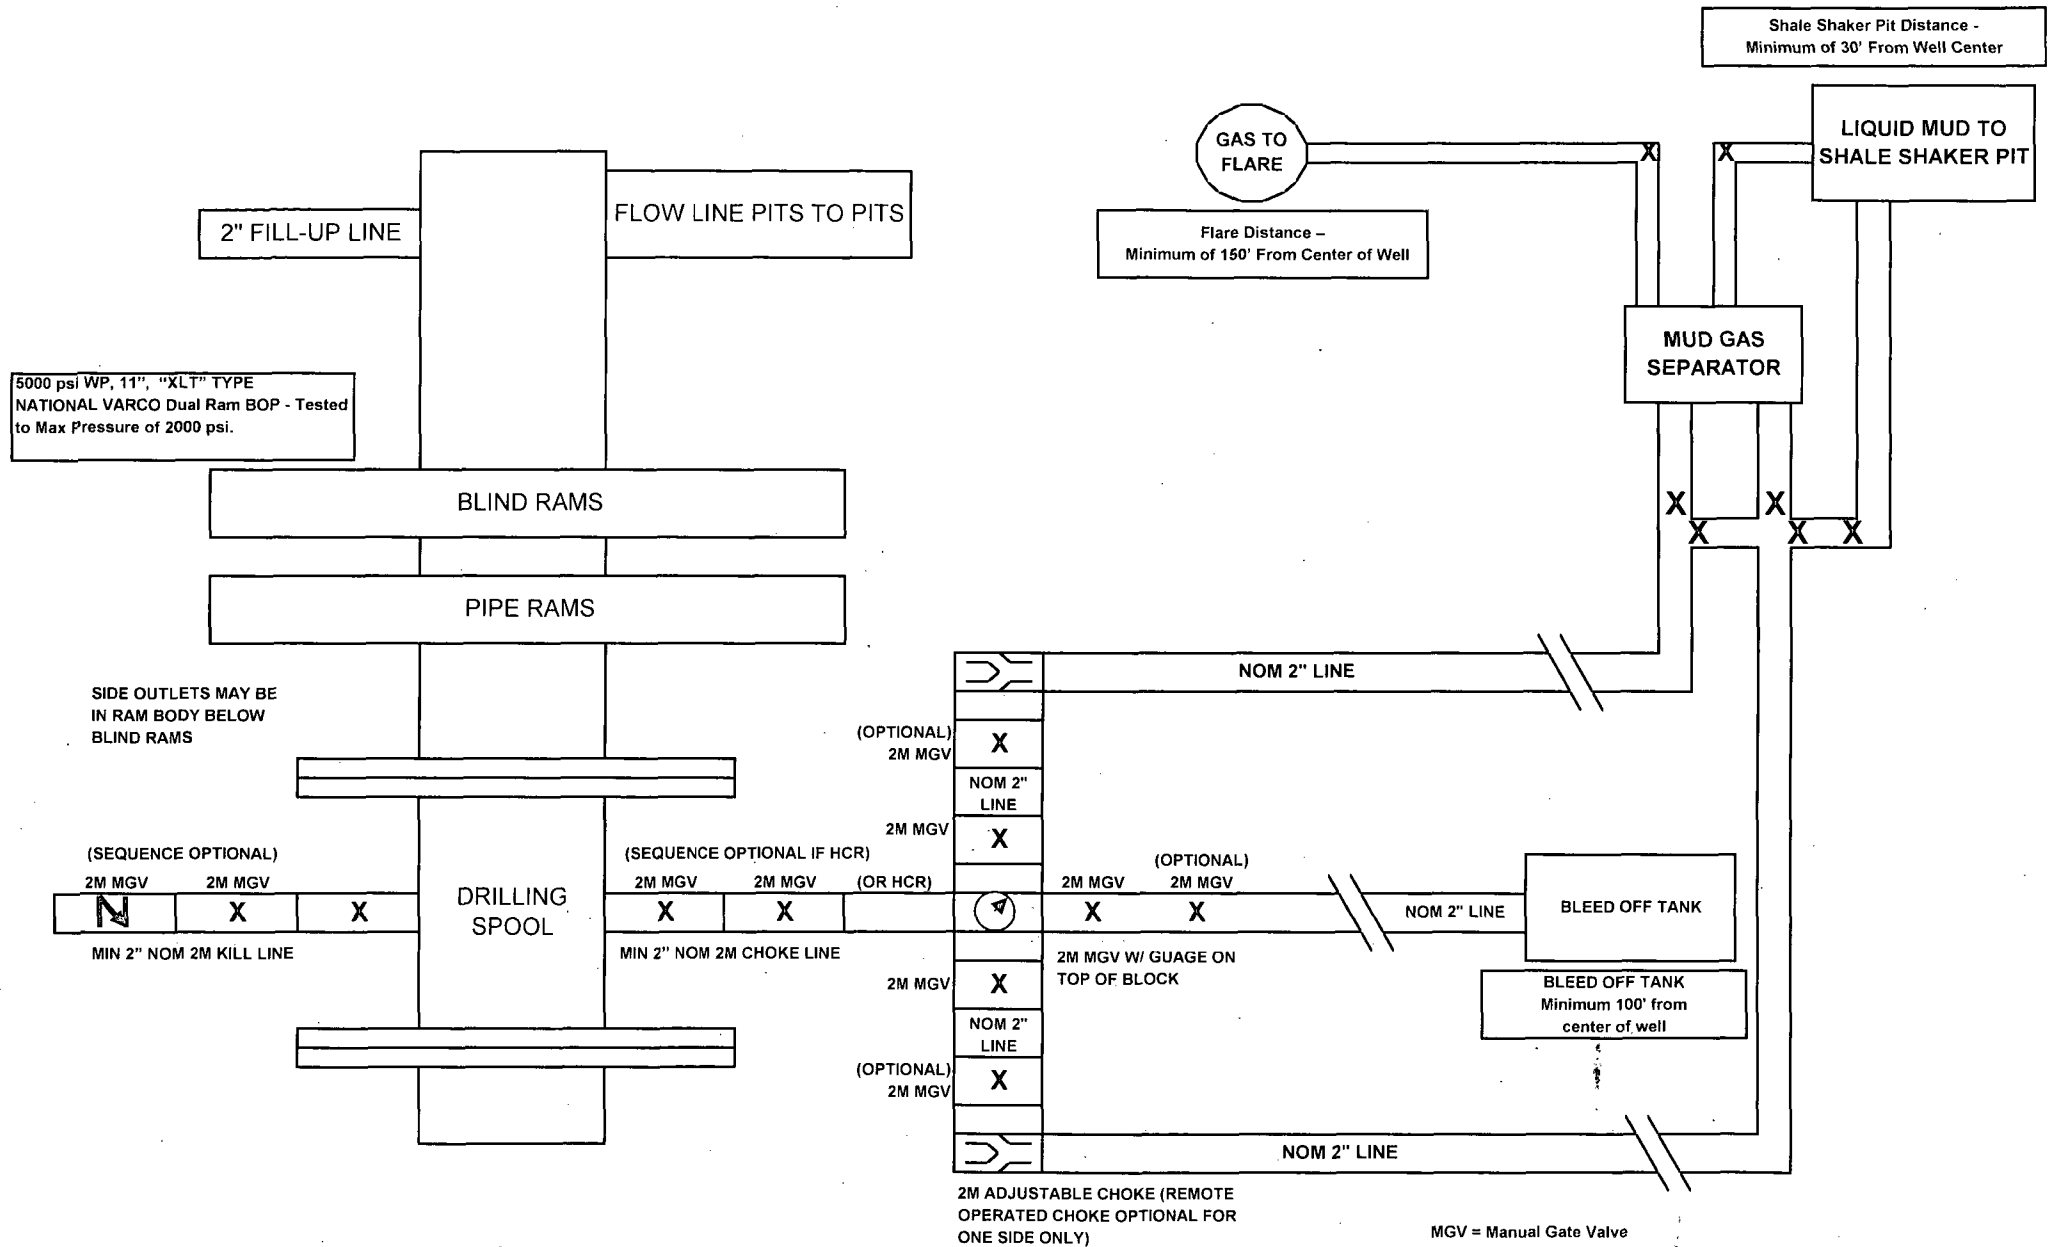 Shale Shaker Pit Distance -
Minimum of 30' From Well Center
LIQUID MUD TO
SHALE SHAKER PIT
GAS TO
FLARE
X
X
Flare Distance –
Minimum of 150' From Center of Well
FLOW LINE PITS TO PITS
2" FILL-UP LINE
MUD GAS
SEPARATOR
5000 psi WP, 11", "XLT" TYPE
NATIONAL VARCO Dual Ram BOP - Tested
to Max Pressure of 2000 psi.
BLIND RAMS
X
X
X
X
X
PIPE RAMS
NOM 2" LINE
SIDE OUTLETS MAY BE
IN RAM BODY BELOW
BLIND RAMS
(OPTIONAL)
2M MGV
X
NOM 2"
LINE
2M MGV
X
(SEQUENCE OPTIONAL)
2M MGV
2M MGV
X
X
MIN 2" NOM 2M KILL LINE
DRILLING
SPOOL
(SEQUENCE OPTIONAL IF HCR)
2M MGV
2M MGV
(OR HCR)
X
X
MIN 2" NOM 2M CHOKE LINE
2M MGV
(OPTIONAL)
2M MGV
X
X
NOM 2" LINE
BLEED OFF TANK
2M MGV W/ GUAGE ON
TOP OF BLOCK
BLEED OFF TANK
Minimum 100' from
center of well
2M MGV
X
NOM 2"
LINE
(OPTIONAL)
2M MGV
X
NOM 2" LINE
2M ADJUSTABLE CHOKE (REMOTE
OPERATED CHOKE OPTIONAL FOR
ONE SIDE ONLY)
MGV = Manual Gate Valve